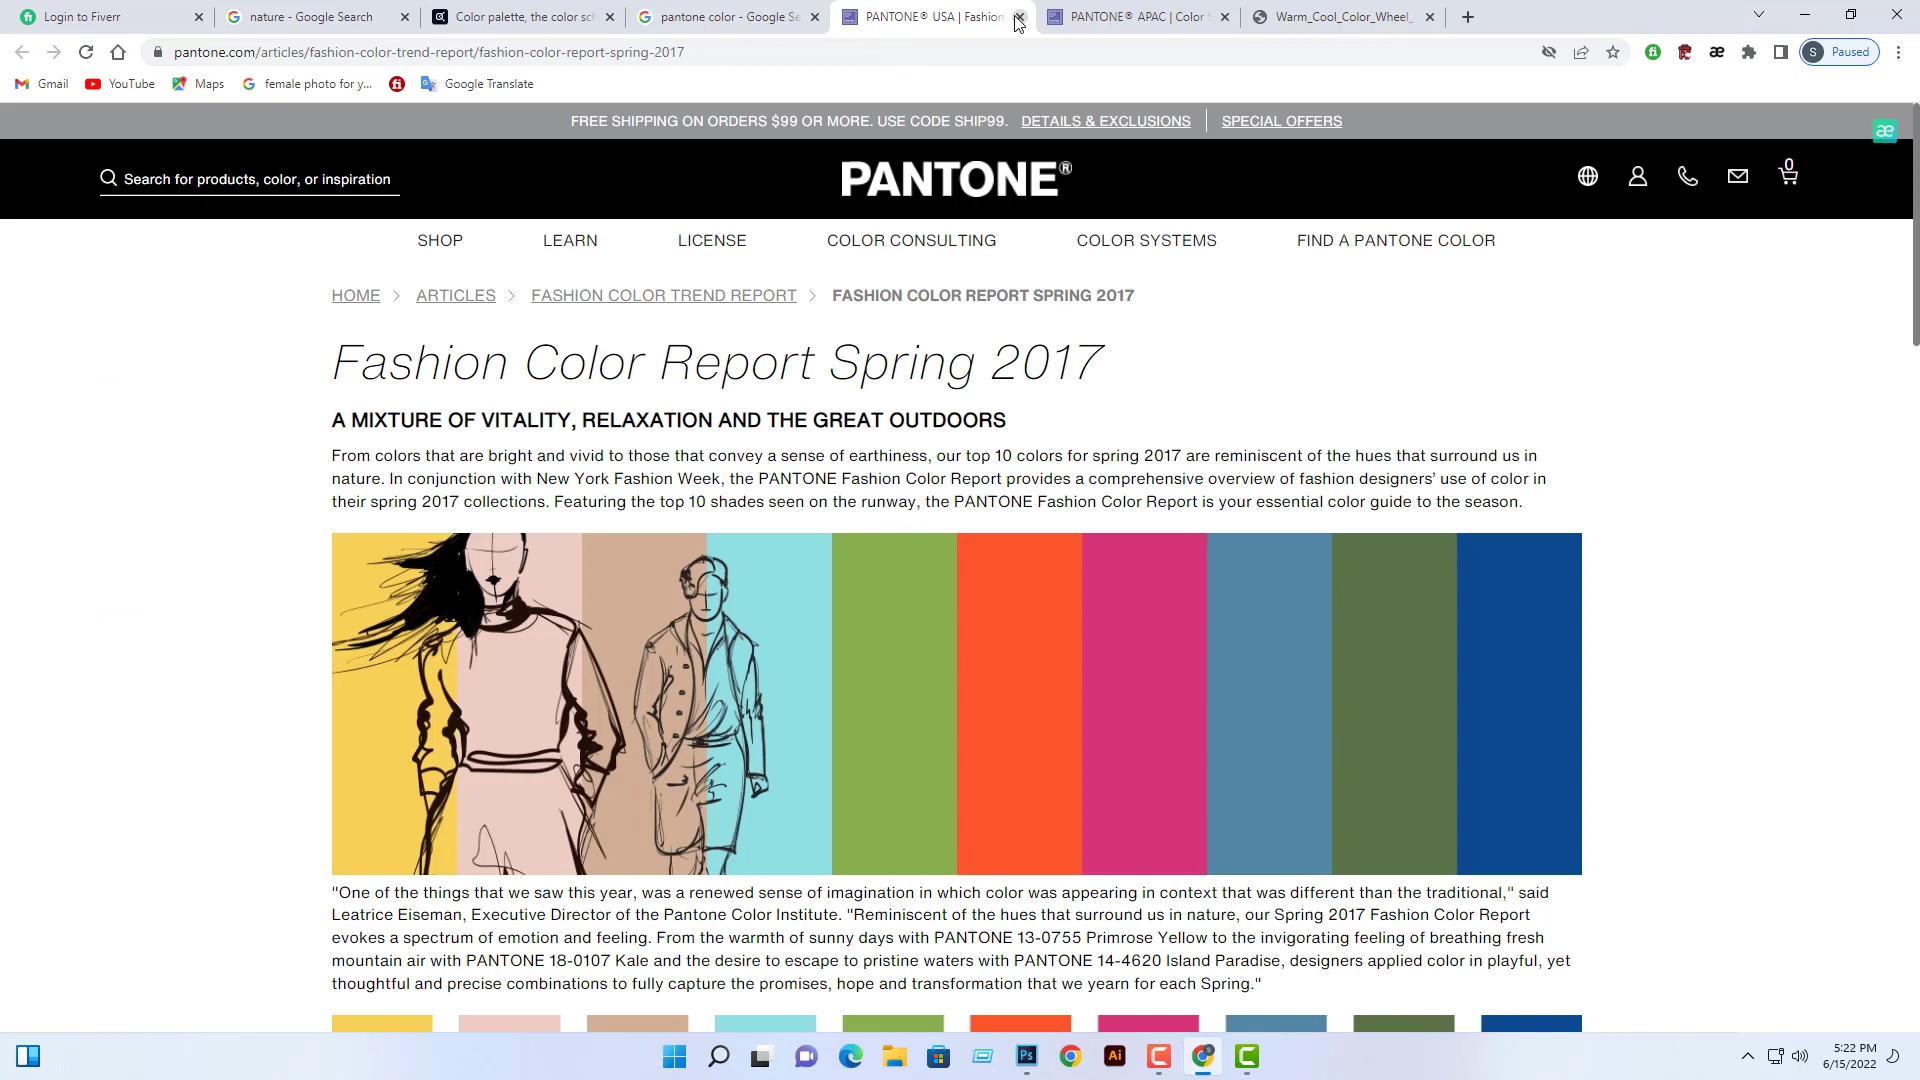 Login to Fiverr
nature - Google Search
Color palette, the color sch
pantone color - Google Se
PANTONE® USA | Fashion
PANTONE® APAC | Color S
Warm_Cool_Color_Wheel_
pantone.com/articles/fashion-color-trend-report/fashion-color-report-spring-2017
S Paused
Gmail
YouTube
Maps
female photo for y...
Google Translate
FREE SHIPPING ON ORDERS $99 OR MORE. USE CODE SHIP99. DETAILS & EXCLUSIONS SPECIAL OFFERS
æ
Search for products, color, or inspiration
PANTONE®
0
SHOP
LEARN
LICENSE
COLOR CONSULTING
COLOR SYSTEMS
FIND A PANTONE COLOR
HOME > ARTICLES > FASHION COLOR TREND REPORT > FASHION COLOR REPORT SPRING 2017
Fashion Color Report Spring 2017
A MIXTURE OF VITALITY, RELAXATION AND THE GREAT OUTDOORS
From colors that are bright and vivid to those that convey a sense of earthiness, our top 10 colors for spring 2017 are reminiscent of the hues that surround us in
nature. In conjunction with New York Fashion Week, the PANTONE Fashion Color Report provides a comprehensive overview of fashion designers’ use of color in
their spring 2017 collections. Featuring the top 10 shades seen on the runway, the PANTONE Fashion Color Report is your essential color guide to the season.
"One of the things that we saw this year, was a renewed sense of imagination in which color was appearing in context that was different than the traditional," said
Leatrice Eiseman, Executive Director of the Pantone Color Institute. "Reminiscent of the hues that surround us in nature, our Spring 2017 Fashion Color Report
evokes a spectrum of emotion and feeling. From the warmth of sunny days with PANTONE 13-0755 Primrose Yellow to the invigorating feeling of breathing fresh
mountain air with PANTONE 18-0107 Kale and the desire to escape to pristine waters with PANTONE 14-4620 Island Paradise, designers applied color in playful, yet
thoughtful and precise combinations to fully capture the promises, hope and transformation that we yearn for each Spring."
Ps
Ai
5:22 PM
6/15/2022